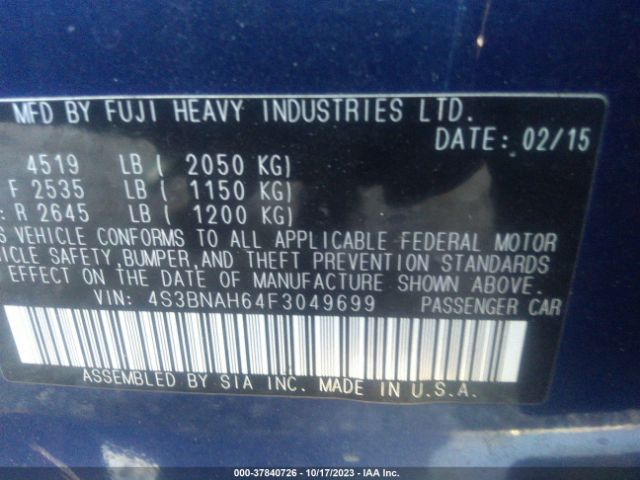 MFD BY FUJI HEAVY INDUSTRIES LTD.
DATE: 02/15
4519 LB ( 2050 KG)
F 2535 LB ( 1150 KG)
: R 2645 LB ( 1200 KG)
S VEHICLE CONFORMS TO ALL APPLICABLE FEDERAL MOTOR
ICLE SAFETY, BUMPER, AND THEFT PREVENTION STANDARDS
EFFECT ON THE DATE OF MANUFACTURE SHOWN ABOVE.
VIN: 4S3BNAH64F3049699 PASSENGER CAR
ASSEMBLED BY SIA INC. MADE IN U.S.A.
000-37840726 - 10/17/2023 - IAA Inc.